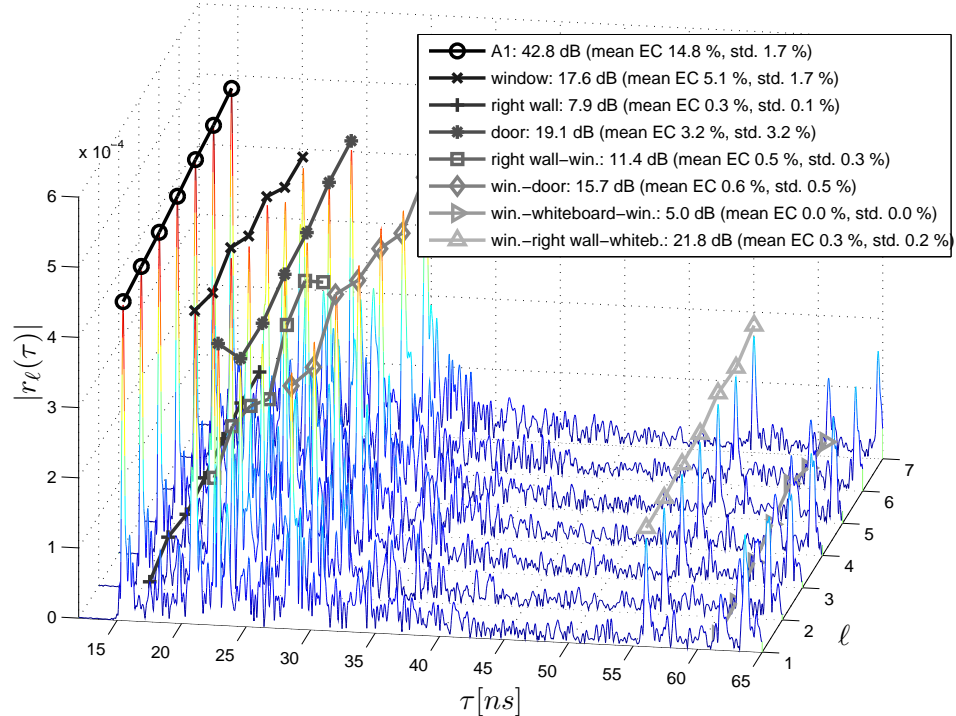 A1: 42.8 dB (mean EC 14.8 %, std. 1.7 %)
window: 17.6 dB (mean EC 5.1 %, std. 1.7 %)
right wall: 7.9 dB (mean EC 0.3 %, std. 0.1 %)
door: 19.1 dB (mean EC 3.2 %, std. 3.2 %)
right wall−win.: 11.4 dB (mean EC 0.5 %, std. 0.3 %)
win.−door: 15.7 dB (mean EC 0.6 %, std. 0.5 %)
win.−whiteboard−win.: 5.0 dB (mean EC 0.0 %, std. 0.0 %)
win.−right wall−whiteb.: 21.8 dB (mean EC 0.3 %, std. 0.2 %)
x 10⁻⁴
6
5
4
3
2
1
0
|rℓ(τ)|
15 20 25 30 35 40 45 50 55 60 65
τ[ns]
1
2
3
4
5
6
7
ℓ